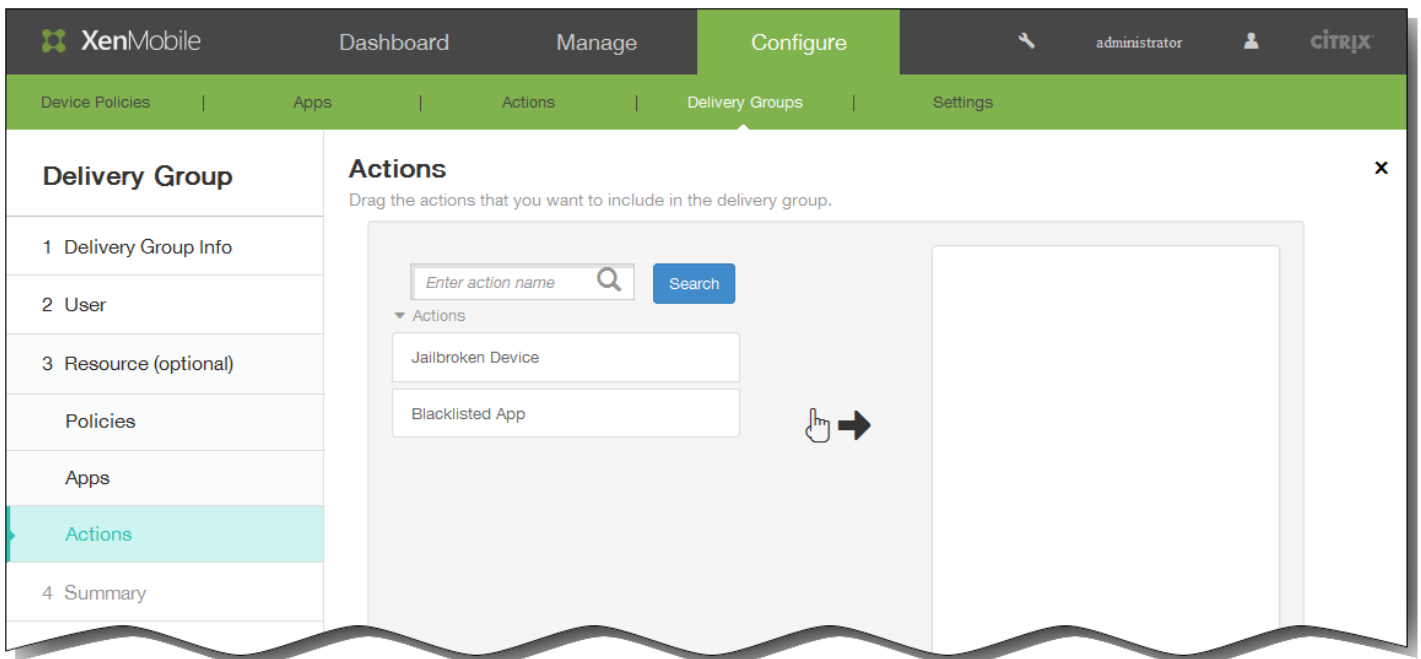 XenMobile Dashboard Manage Configure administrator CİTRIX
Device Policies | Apps | Actions | Delivery Groups | Settings
Delivery Group
1 Delivery Group Info
2 User
3 Resource (optional)
Policies
Apps
Actions
4 Summary
Actions
x
Drag the actions that you want to include in the delivery group.
Enter action name
Search
Actions
Jailbroken Device
Blacklisted App